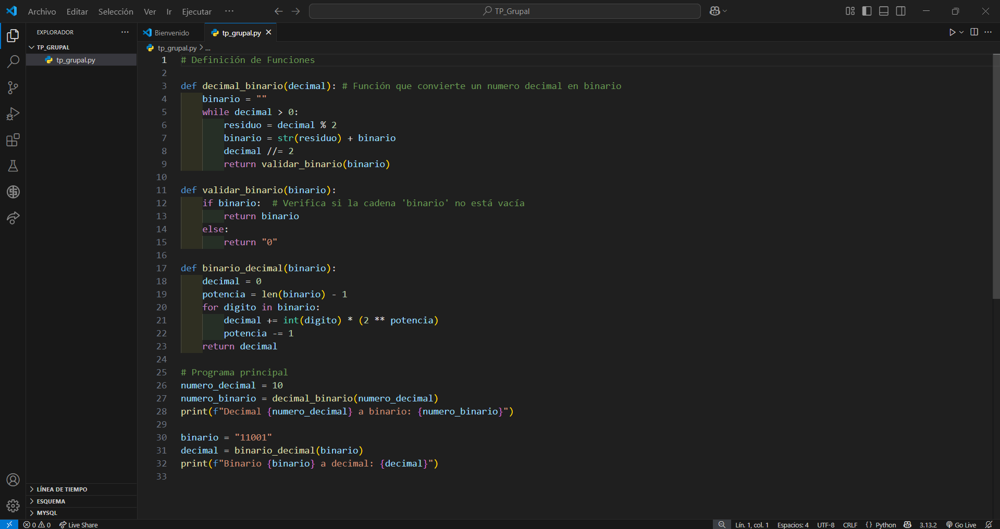 Archivo Editar Selección Ver Ir Ejecutar ··· TP_Grupal
EXPLORADOR ···
TP_GRUPAL
tp_grupal.py
Bienvenido tp_grupal.py
tp_grupal.py > ...
1 # Definición de Funciones
2
3 def decimal_binario(decimal): # Función que convierte un numero decimal en binario
4     binario = ""
5     while decimal > 0:
6         residuo = decimal % 2
7         binario = str(residuo) + binario
8         decimal //= 2
9         return validar_binario(binario)
10
11 def validar_binario(binario):
12     if binario:  # Verifica si la cadena 'binario' no está vacía
13         return binario
14     else:
15         return "0"
16
17 def binario_decimal(binario):
18     decimal = 0
19     potencia = len(binario) - 1
20     for digito in binario:
21         decimal += int(digito) * (2 ** potencia)
22         potencia -= 1
23     return decimal
24
25 # Programa principal
26 numero_decimal = 10
27 numero_binario = decimal_binario(numero_decimal)
28 print(f"Decimal {numero_decimal} a binario: {numero_binario}")
29
30 binario = "11001"
31 decimal = binario_decimal(binario)
32 print(f"Binario {binario} a decimal: {decimal}")
33
LÍNEA DE TIEMPO
ESQUEMA
MYSQL
0 0 Live Share Lín. 1, col. 1 Espacios: 4 UTF-8 CRLF {} Python 3.13.2 Go Live